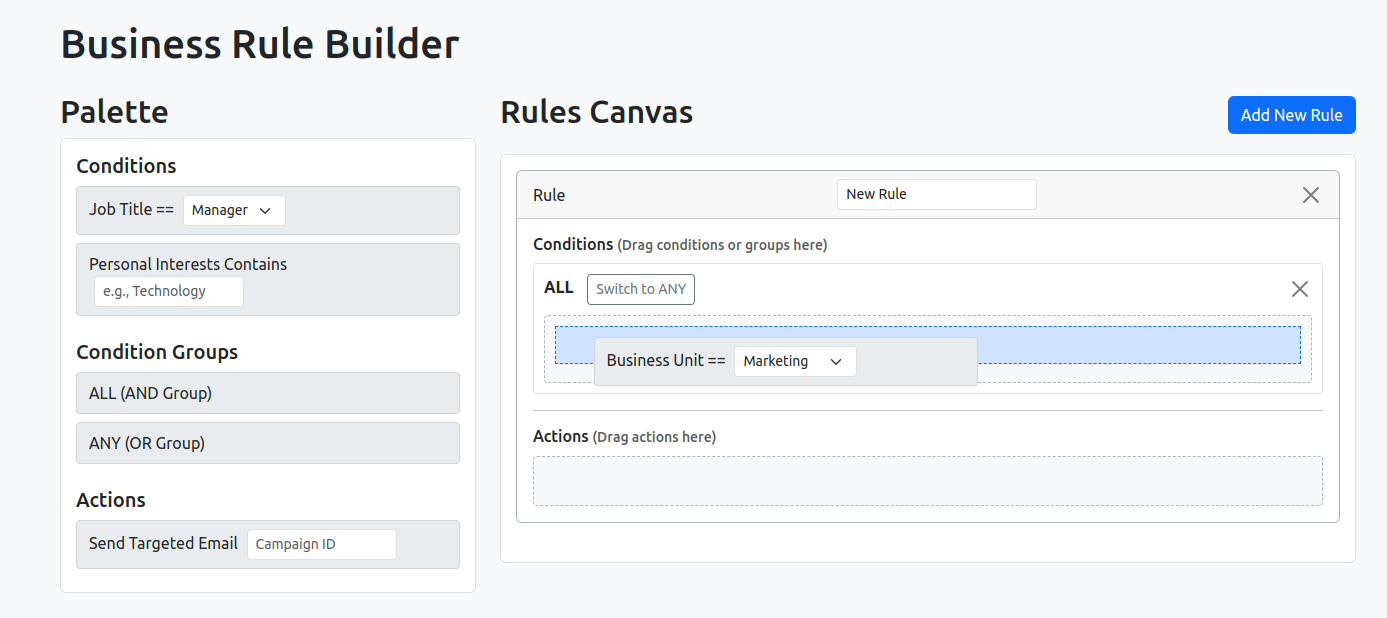 Business Rule Builder
Palette
Conditions
Job Title == Manager
Personal Interests Contains
e.g., Technology
Condition Groups
ALL (AND Group)
ANY (OR Group)
Actions
Send Targeted Email Campaign ID
Rules Canvas
Add New Rule
Rule New Rule
Conditions (Drag conditions or groups here)
ALL Switch to ANY
Business Unit == Marketing
Actions (Drag actions here)